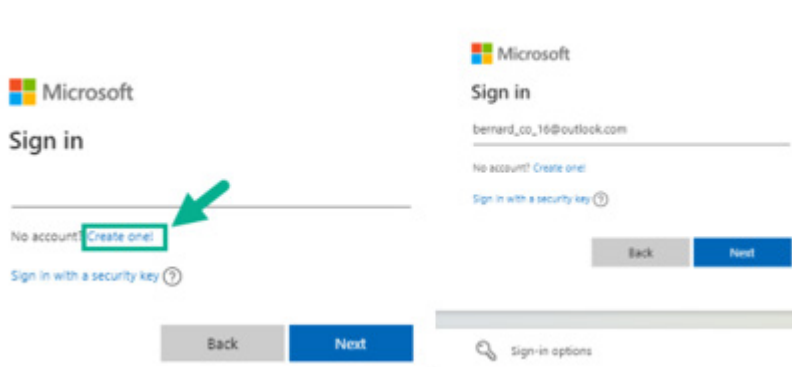 Microsoft
Sign in
No account? Create one!
Sign in with a security key
Back Next
Microsoft
Sign in
bernard_co_16@outlook.com
No account? Create one!
Sign in with a security key
Back Next
Sign-in options